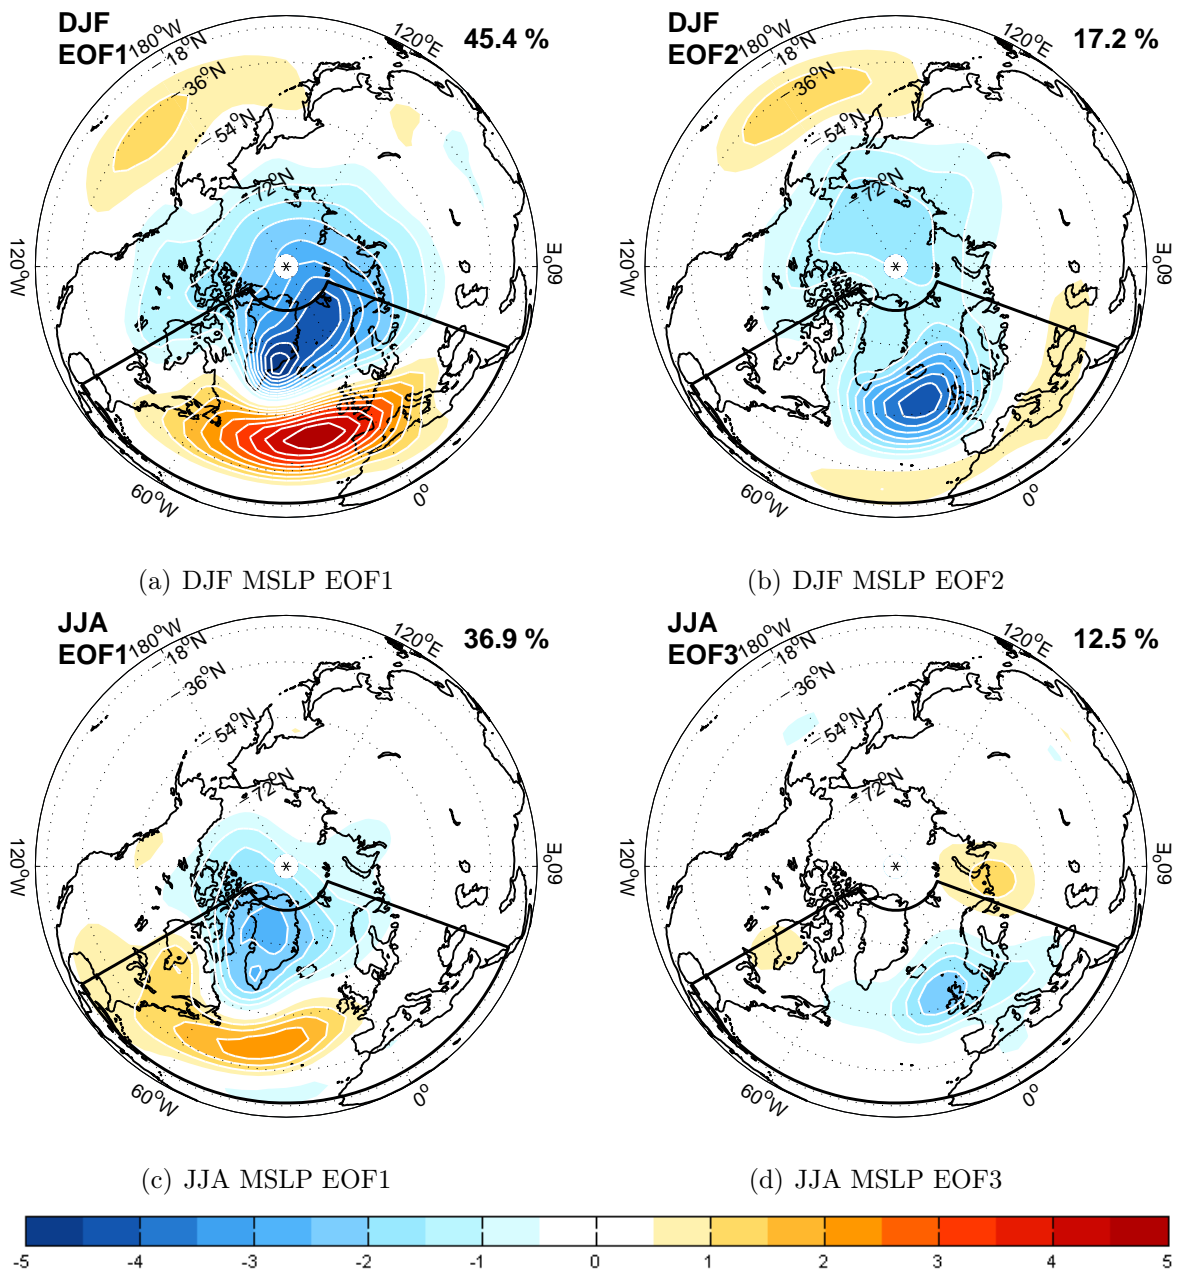 DJF
EOF1
45.4 %
180°W
18°N
36°N
54°N
72°N
120°E
60°E
0°
60°W
120°W
DJF
EOF2
17.2 %
180°W
18°N
36°N
54°N
72°N
120°E
60°E
0°
60°W
120°W
(a) DJF MSLP EOF1
(b) DJF MSLP EOF2
JJA
EOF1
36.9 %
180°W
18°N
36°N
54°N
72°N
120°E
60°E
0°
60°W
120°W
JJA
EOF3
12.5 %
180°W
18°N
36°N
54°N
72°N
120°E
60°E
0°
60°W
120°W
(c) JJA MSLP EOF1
(d) JJA MSLP EOF3
-5 -4 -3 -2 -1 0 1 2 3 4 5